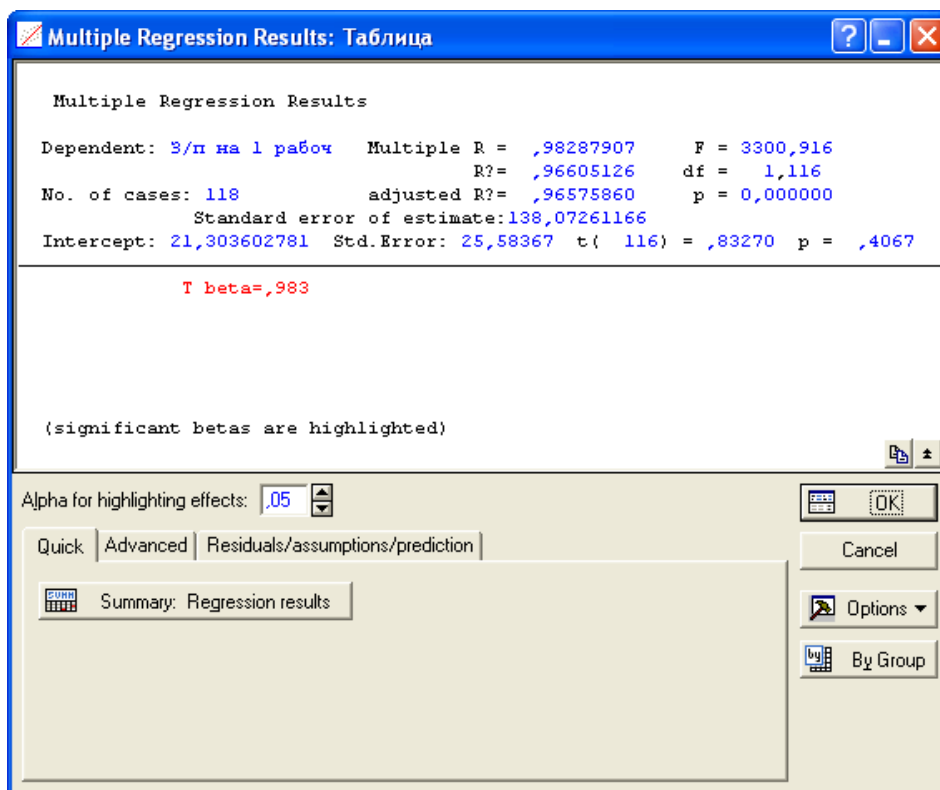 Multiple Regression Results: Таблица
Multiple Regression Results
Dependent: З/п на 1 рабоч Multiple R = ,98287907 F = 3300,916
R?= ,96605126 df = 1,116
No. of cases: 118 adjusted R?= ,96575860 p = 0,000000
Standard error of estimate:138,07261166
Intercept: 21,303602781 Std.Error: 25,58367 t( 116) = ,83270 p = ,4067
T beta=,983
(significant betas are highlighted)
Alpha for highlighting effects: ,05
OK
Quick Advanced Residuals/assumptions/prediction
Cancel
Summary: Regression results
Options
By Group